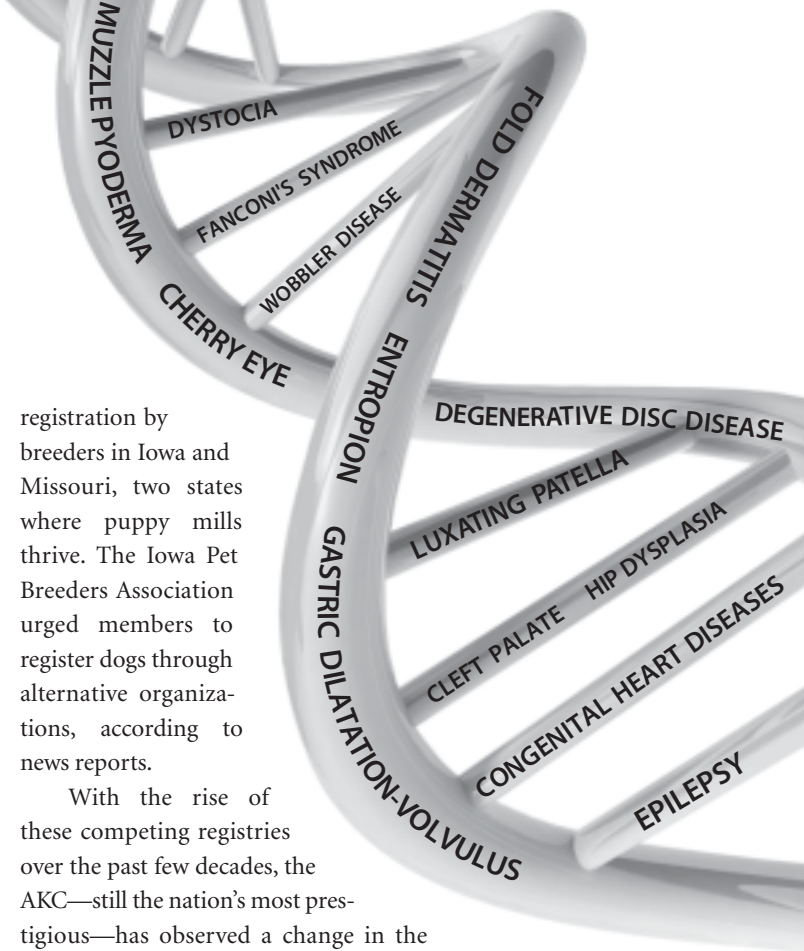 MUZZLE PYODERMA
DYSTOCIA
FANCONI'S SYNDROME
WOBBLER DISEASE
FOLD DERMATITIS
CHERRY EYE
ENTROPION
DEGENERATIVE DISC DISEASE
LUXATING PATELLA
GASTRIC DILATATION-VOLVULUS
CLEFT PALATE
HIP DYSPLASIA
CONGENITAL HEART DISEASES
EPILEPSY
registration by
breeders in Iowa and
Missouri, two states
where puppy mills
thrive. The Iowa Pet
Breeders Association
urged members to
register dogs through
alternative organiza-
tions, according to
news reports.
With the rise of
these competing registries
over the past few decades, the
AKC—still the nation's most pres-
tigious—has observed a change in the